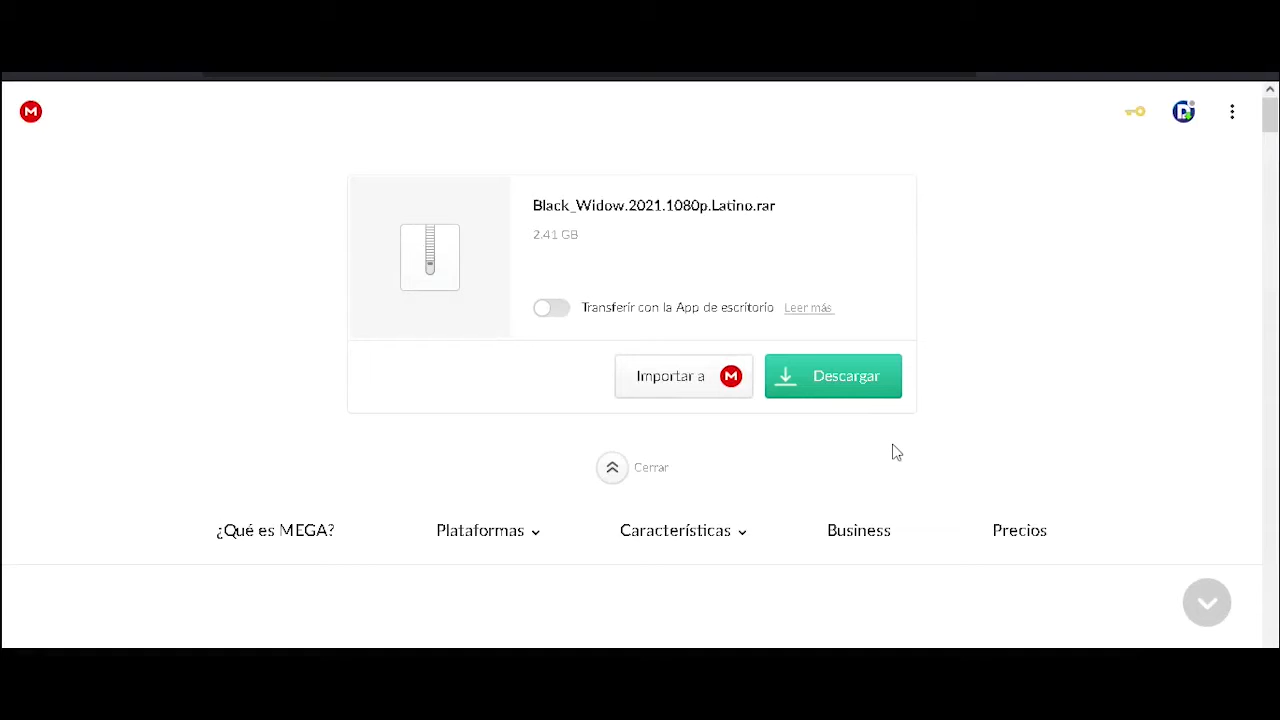 Black_Widow.2021.1080p.Latino.rar
2.41 GB
Transferir con la App de escritorio Leer más
Importar a M
Descargar
Cerrar
¿Qué es MEGA? Plataformas Características Business Precios